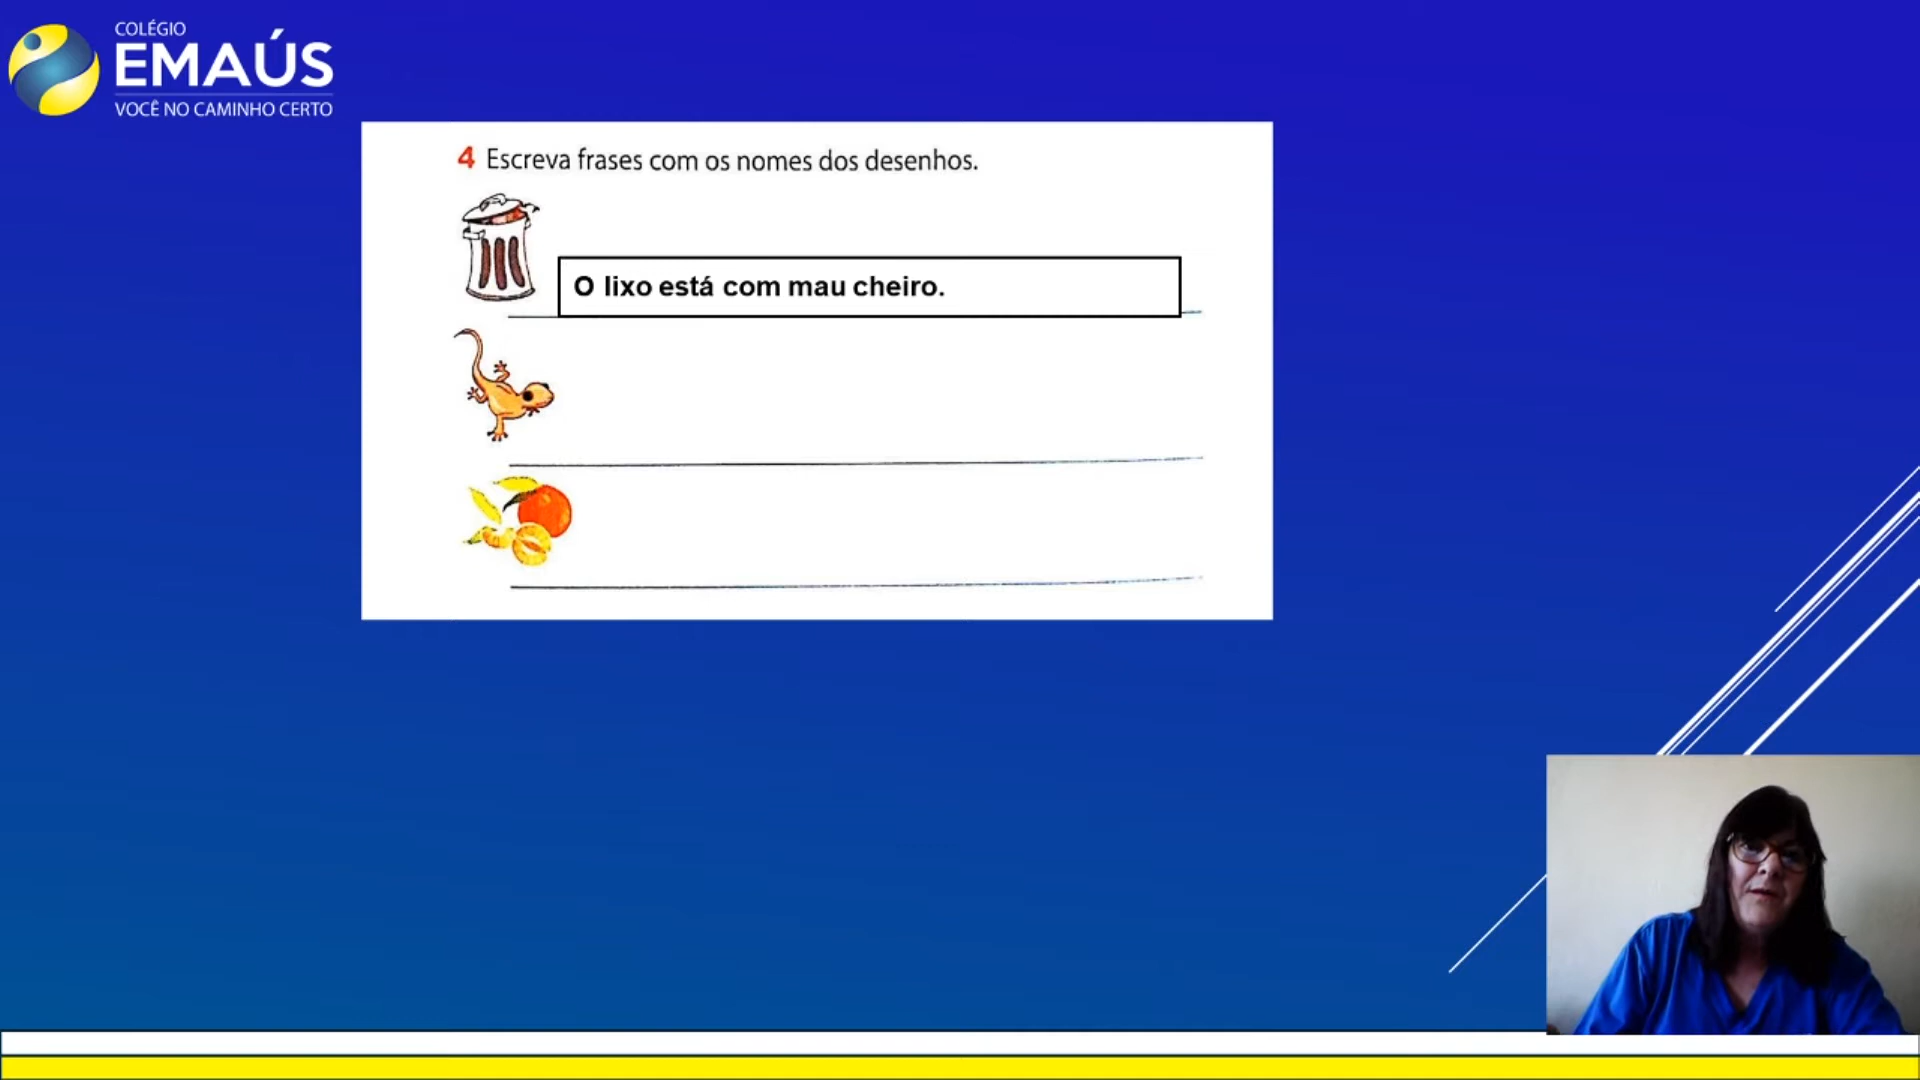 COLÉGIO
EMAÚS
VOCÊ NO CAMINHO CERTO
4 Escreva frases com os nomes dos desenhos.
O lixo está com mau cheiro.